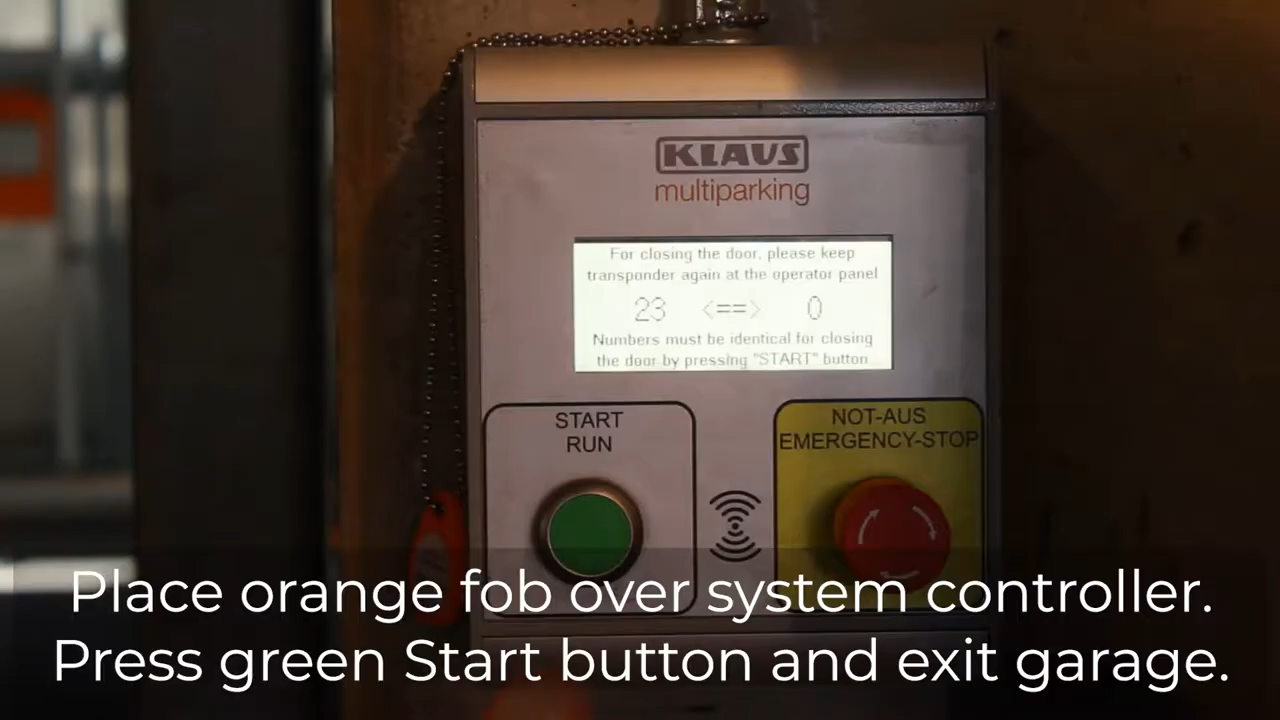 KLAUS
multiparking
For closing the door, please keep
transponder again at the operator panel
23 <==> 0
Numbers must be identical for closing
the door by pressing "START" button
START
RUN
NOT-AUS
EMERGENCY-STOP
Place orange fob over system controller.
Press green Start button and exit garage.